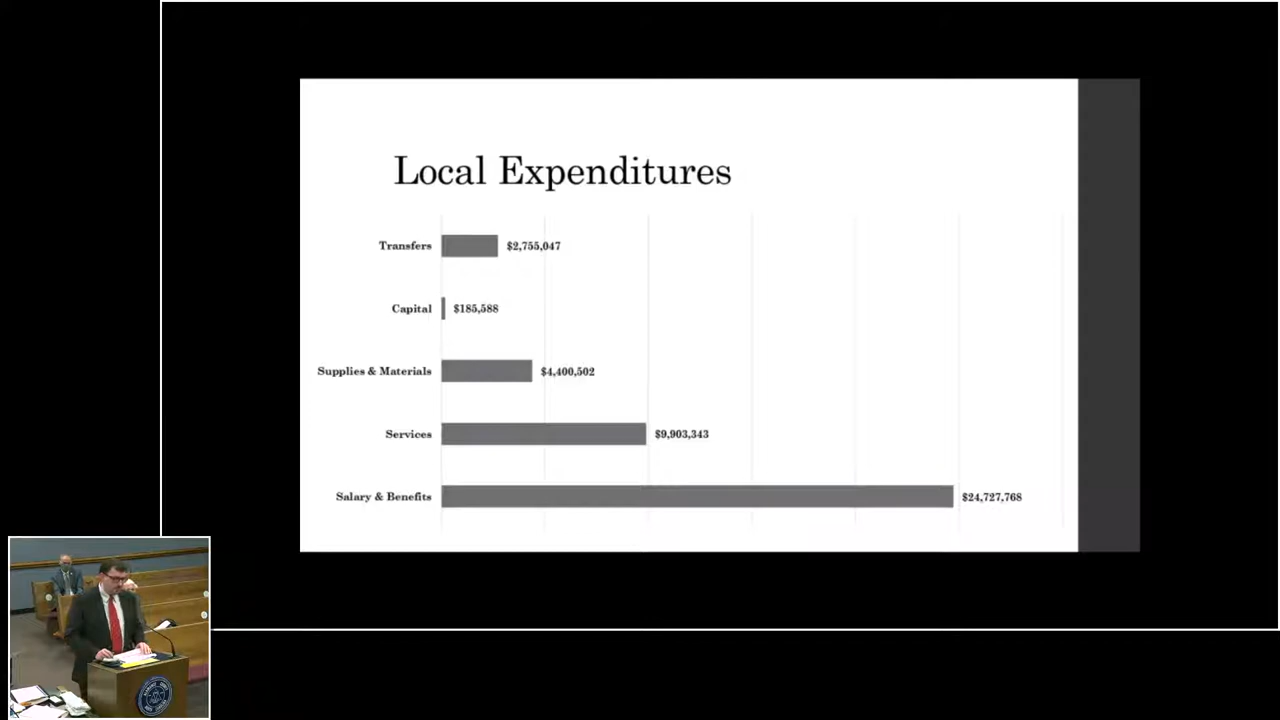 Local Expenditures
Transfers $2,755,047
Capital $185,588
Supplies & Materials $4,400,502
Services $9,903,343
Salary & Benefits $24,727,768